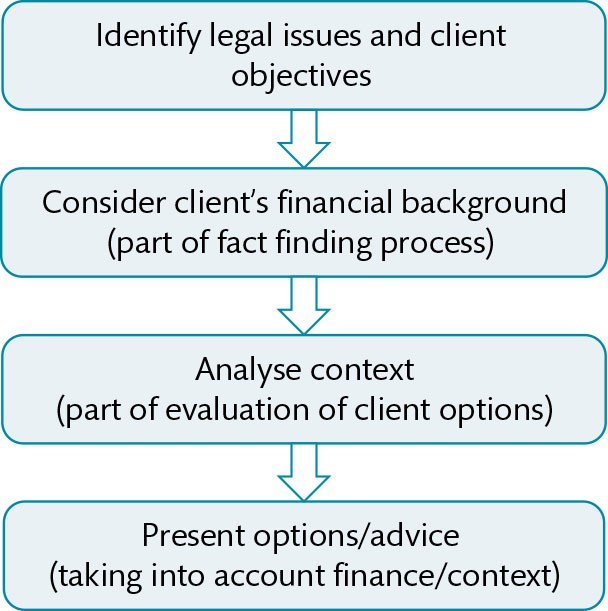 Identify legal issues and client
objectives
Consider client’s financial background
(part of fact finding process)
Analyse context
(part of evaluation of client options)
Present options/advice
(taking into account finance/context)